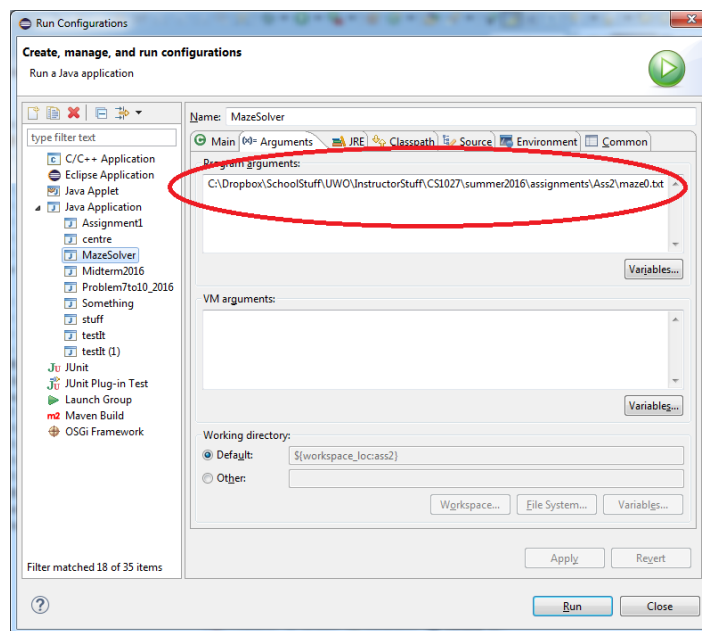 Run Configurations
Create, manage, and run configurations
Run a Java application
type filter text
C/C++ Application
Eclipse Application
Java Applet
Java Application
Assignment1
centre
MazeSolver
Midterm2016
Problem7to10_2016
Something
stuff
testIt
testIt (1)
JUnit
JUnit Plug-in Test
Launch Group
m2 Maven Build
OSGi Framework
Filter matched 18 of 35 items
Name: MazeSolver
Main (x)= Arguments JRE Classpath Source Environment Common
Program arguments:
C:\Dropbox\SchoolStuff\UWO\InstructorStuff\CS1027\summer2016\assignments\Ass2\maze0.txt
Variables...
VM arguments:
Variables...
Working directory:
Default: ${workspace_loc:ass2}
Other:
Workspace... File System... Variables...
Apply Revert
Run Close